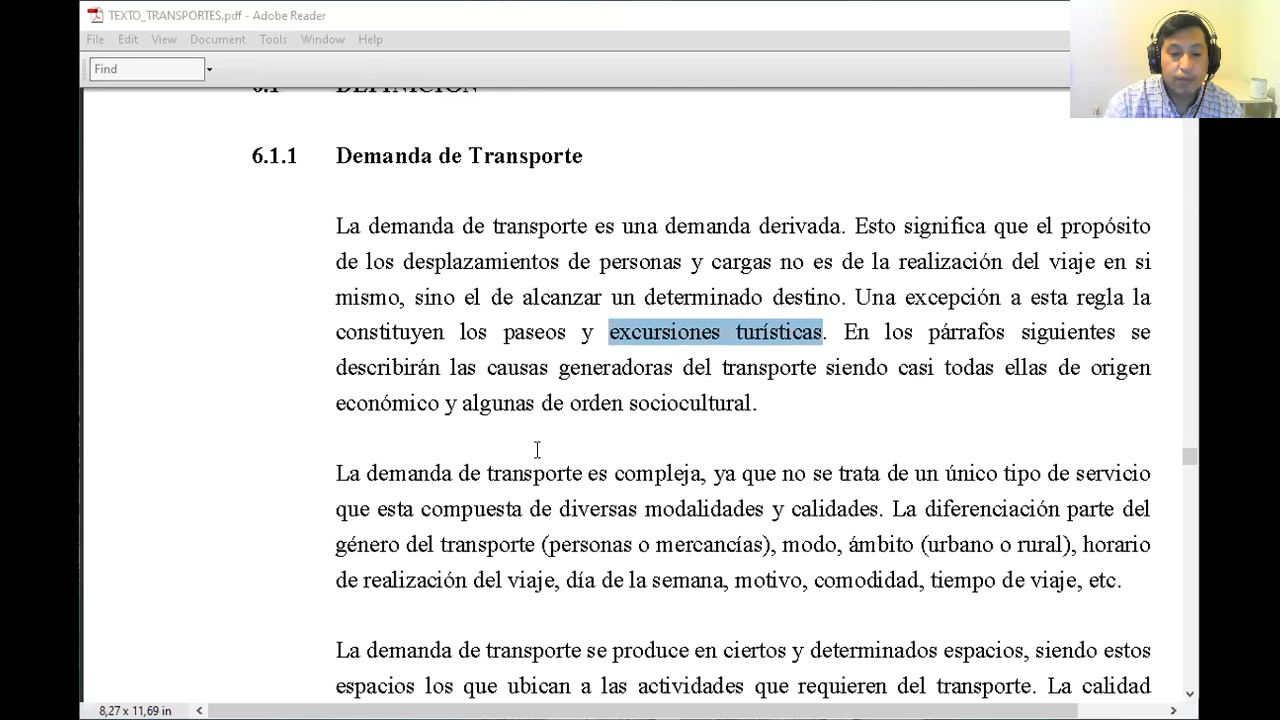 TEXTO_TRANSPORTES.pdf - Adobe Reader
File Edit View Document Tools Window Help
Find
6.1 DEFINICIÓN
6.1.1 Demanda de Transporte
La demanda de transporte es una demanda derivada. Esto significa que el propósito
de los desplazamientos de personas y cargas no es de la realización del viaje en si
mismo, sino el de alcanzar un determinado destino. Una excepción a esta regla la
constituyen los paseos y excursiones turísticas. En los párrafos siguientes se
describirán las causas generadoras del transporte siendo casi todas ellas de origen
económico y algunas de orden sociocultural.
La demanda de transporte es compleja, ya que no se trata de un único tipo de servicio
que esta compuesta de diversas modalidades y calidades. La diferenciación parte del
género del transporte (personas o mercancías), modo, ámbito (urbano o rural), horario
de realización del viaje, día de la semana, motivo, comodidad, tiempo de viaje, etc.
La demanda de transporte se produce en ciertos y determinados espacios, siendo estos
espacios los que ubican a las actividades que requieren del transporte. La calidad
8,27 x 11,69 in